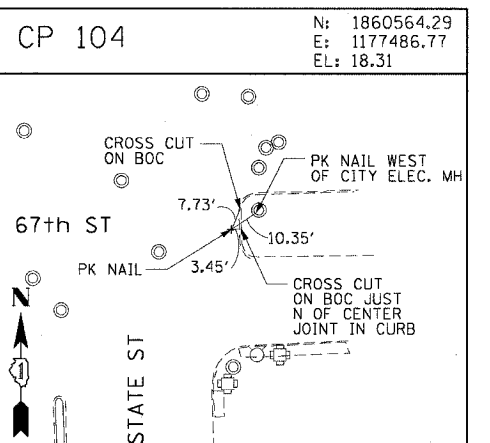 CP 104
N: 1860564.29
E: 1177486.77
EL: 18.31
CROSS CUT
ON BOC
PK NAIL WEST
OF CITY ELEC. MH
7.73'
67th ST
10.35'
PK NAIL
3.45'
CROSS CUT
ON BOC JUST
N OF CENTER
JOINT IN CURB
N
STATE ST